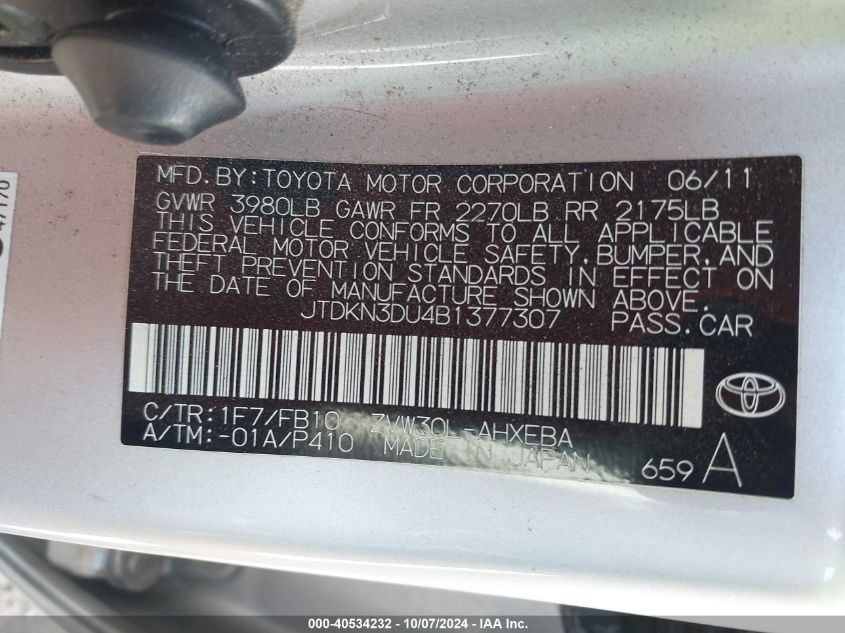 MFD.BY:TOYOTA MOTOR CORPORATION 06/11
GVWR 3980LB GAWR FR 2270LB RR 2175LB
THIS VEHICLE CONFORMS TO ALL APPLICABLE
FEDERAL MOTOR VEHICLE SAFETY,BUMPER,AND
THEFT PREVENTION STANDARDS IN EFFECT ON
THE DATE OF MANUFACTURE SHOWN ABOVE.
JTDKN3DU4B1377307 PASS.CAR
C/TR:1F7/FB10 ZVW30L-AHXEBA
A/TM:-01A/P410 MADE IN JAPAN 659 A
000-40534232 - 10/07/2024 - IAA Inc.